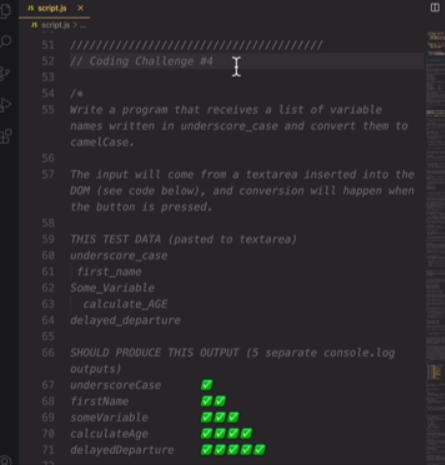 JS script.js ×
JS script.js > ...
51 ///////////////////////////////////////
52 // Coding Challenge #4
53
54 /*
55 Write a program that receives a list of variable
names written in underscore_case and convert them to
camelCase.
56
57 The input will come from a textarea inserted into the
DOM (see code below), and conversion will happen when
the button is pressed.
58
59 THIS TEST DATA (pasted to textarea)
60 underscore_case
61 first_name
62 Some_Variable
63 calculate_AGE
64 delayed_departure
65
66 SHOULD PRODUCE THIS OUTPUT (5 separate console.log
outputs)
67 underscoreCase ✅
68 firstName ✅✅
69 someVariable ✅✅✅
70 calculateAge ✅✅✅✅
71 delayedDeparture ✅✅✅✅✅